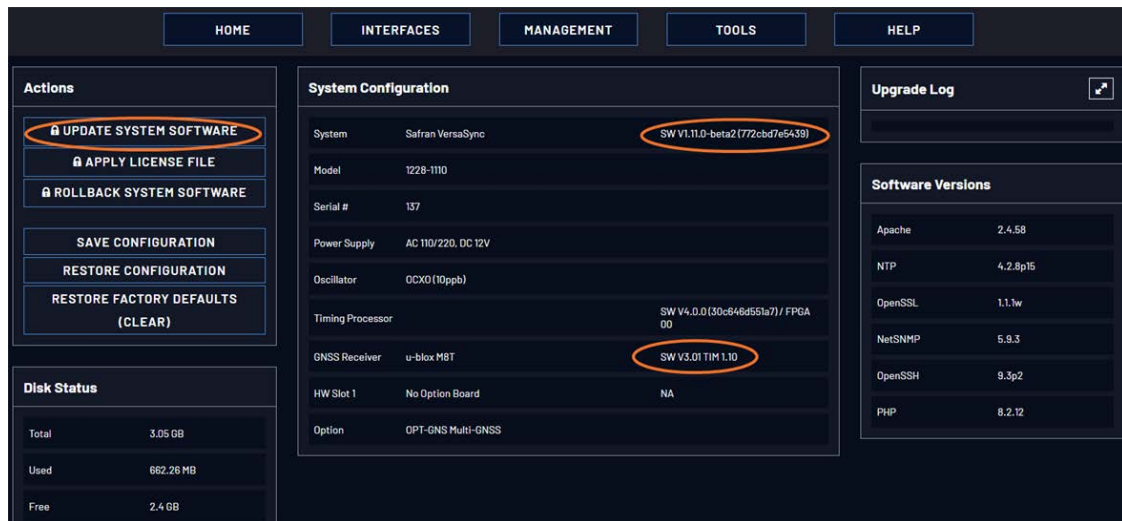 HOME INTERFACES MANAGEMENT TOOLS HELP
Actions
UPDATE SYSTEM SOFTWARE
APPLY LICENSE FILE
ROLLBACK SYSTEM SOFTWARE
SAVE CONFIGURATION
RESTORE CONFIGURATION
RESTORE FACTORY DEFAULTS
(CLEAR)
Disk Status
Total 3.05 GB
Used 662.26 MB
Free 2.4 GB
System Configuration
System Safran VersaSync SW V1.11.0-beta2 (772cbd7e5439)
Model 1228-1110
Serial # 137
Power Supply AC 110/220, DC 12V
Oscillator OCXO (10ppb)
Timing Processor SW V4.0.0 (30c646d551a7) / FPGA
00
GNSS Receiver u-blox M8T SW V3.01 TIM 1.10
HW Slot 1 No Option Board NA
Option OPT-GNS Multi-GNSS
Upgrade Log
Software Versions
Apache 2.4.58
NTP 4.2.8p15
OpenSSL 1.1.1w
NetSNMP 5.9.3
OpenSSH 9.3p2
PHP 8.2.12